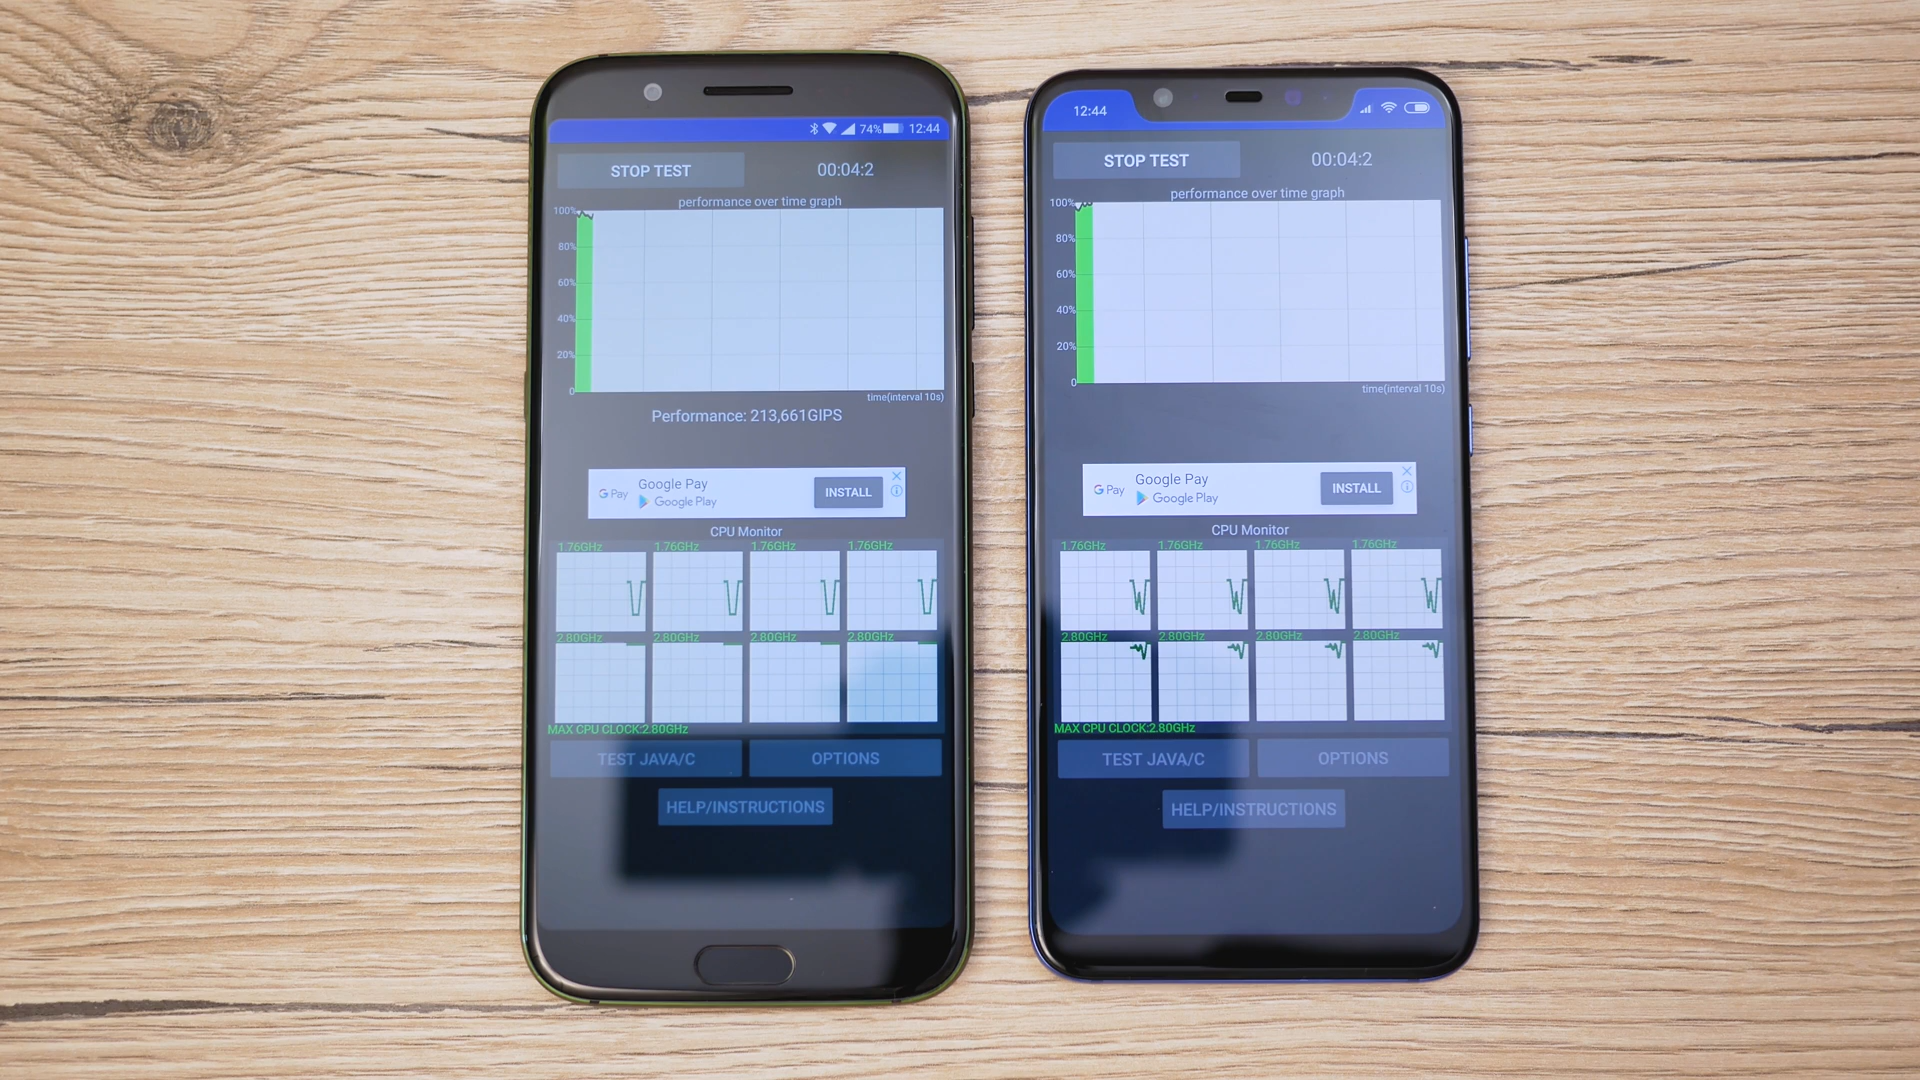 74% 12:44
STOP TEST 00:04:2
performance over time graph
100%
80%
60%
40%
20%
0
time(interval 10s)
Performance: 213,661GIPS
G Pay
Google Pay
Google Play
INSTALL
CPU Monitor
1.76GHz 1.76GHz 1.76GHz 1.76GHz
2.80GHz 2.80GHz 2.80GHz 2.80GHz
MAX CPU CLOCK:2.80GHz
TEST JAVA/C OPTIONS
HELP/INSTRUCTIONS
12:44
STOP TEST 00:04:2
performance over time graph
100%
80%
60%
40%
20%
0
time(interval 10s)
G Pay
Google Pay
Google Play
INSTALL
CPU Monitor
1.76GHz 1.76GHz 1.76GHz 1.76GHz
2.80GHz 2.80GHz 2.80GHz 2.80GHz
MAX CPU CLOCK:2.80GHz
TEST JAVA/C OPTIONS
HELP/INSTRUCTIONS